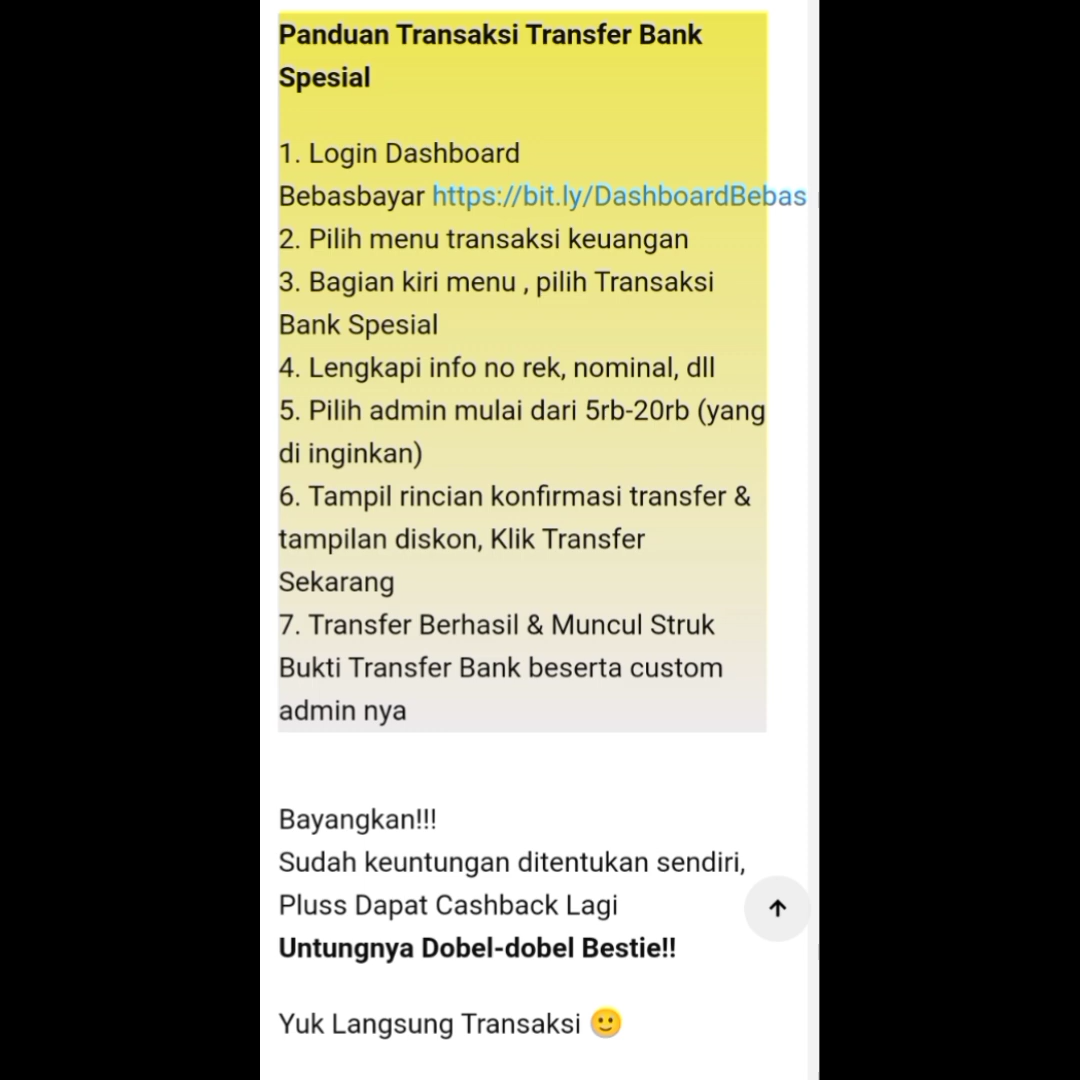 Panduan Transaksi Transfer Bank
Spesial
1. Login Dashboard
Bebasbayar https://bit.ly/DashboardBebas
2. Pilih menu transaksi keuangan
3. Bagian kiri menu , pilih Transaksi
Bank Spesial
4. Lengkapi info no rek, nominal, dll
5. Pilih admin mulai dari 5rb-20rb (yang
di inginkan)
6. Tampil rincian konfirmasi transfer &
tampilan diskon, Klik Transfer
Sekarang
7. Transfer Berhasil & Muncul Struk
Bukti Transfer Bank beserta custom
admin nya
Bayangkan!!!
Sudah keuntungan ditentukan sendiri,
Pluss Dapat Cashback Lagi
Untungnya Dobel-dobel Bestie!!
Yuk Langsung Transaksi 🙂